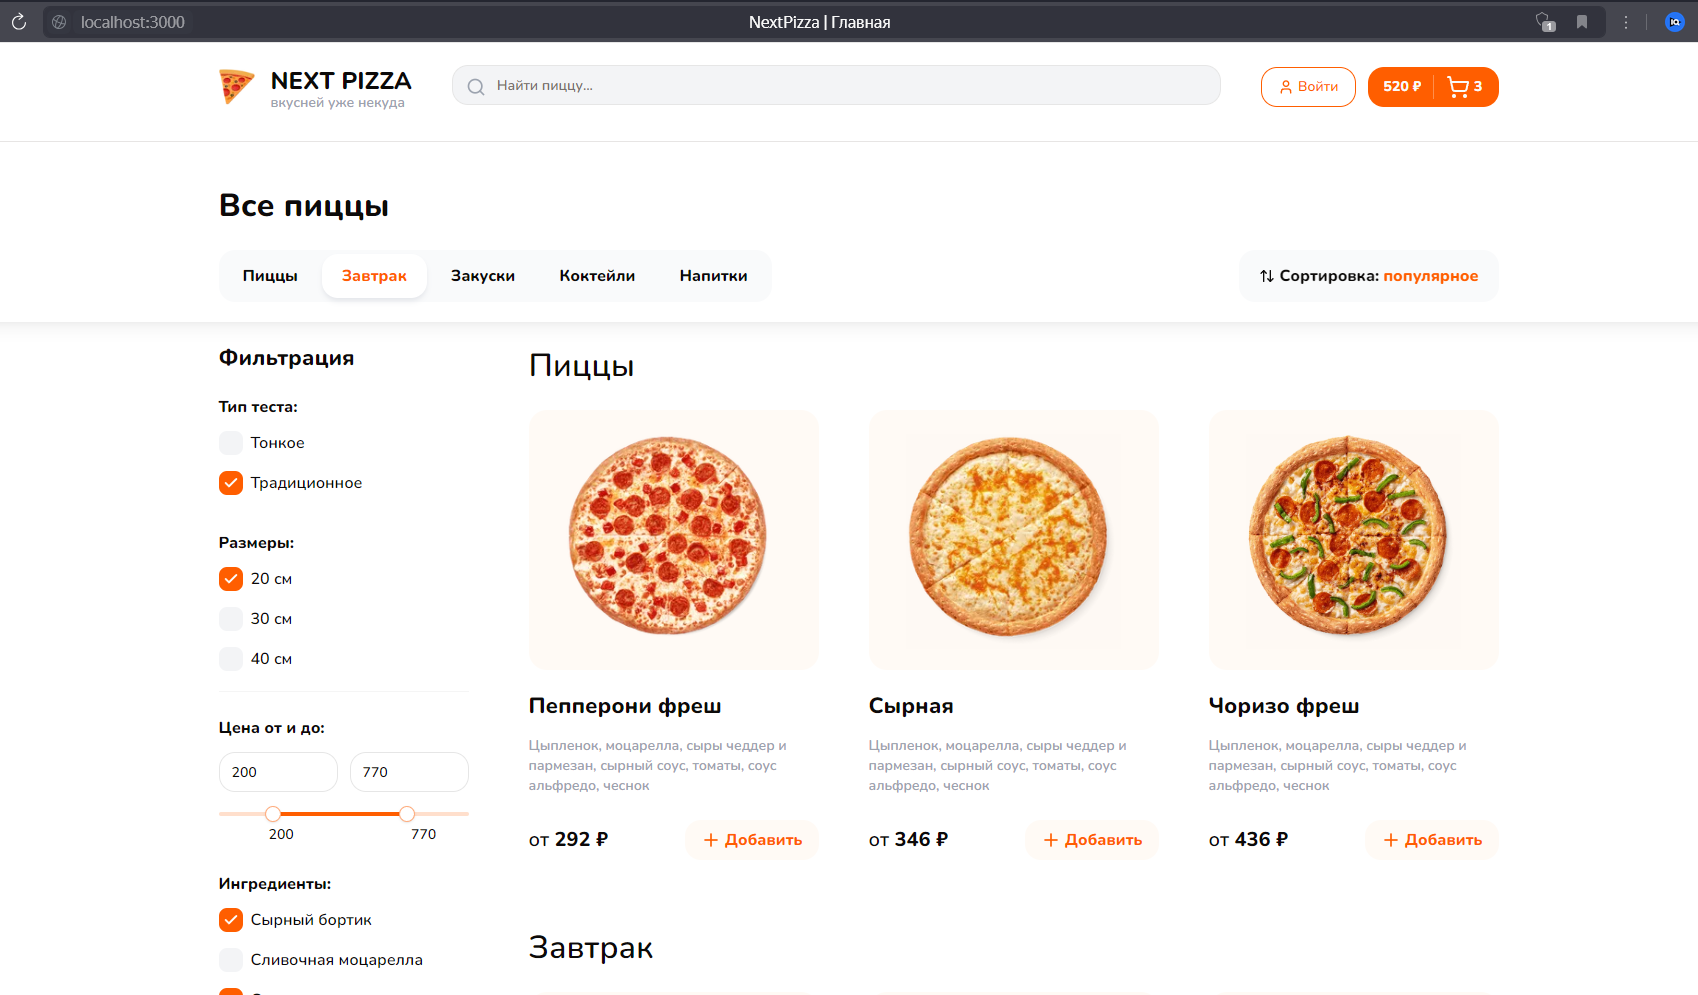 localhost:3000
NextPizza | Главная
1
NEXT PIZZA
вкусней уже некуда
Найти пиццу...
Войти
520 ₽
3
Все пиццы
Пиццы
Завтрак
Закуски
Коктейли
Напитки
Сортировка: популярное
Фильтрация
Тип теста:
Тонкое
Традиционное
Размеры:
20 см
30 см
40 см
Цена от и до:
200
770
200
770
Ингредиенты:
Сырный бортик
Сливочная моцарелла
Пиццы
Пепперони фреш
Цыпленок, моцарелла, сыры чеддер и
пармезан, сырный соус, томаты, соус
альфредо, чеснок
от 292 ₽
Добавить
Сырная
Цыпленок, моцарелла, сыры чеддер и
пармезан, сырный соус, томаты, соус
альфредо, чеснок
от 346 ₽
Добавить
Чоризо фреш
Цыпленок, моцарелла, сыры чеддер и
пармезан, сырный соус, томаты, соус
альфредо, чеснок
от 436 ₽
Добавить
Завтрак